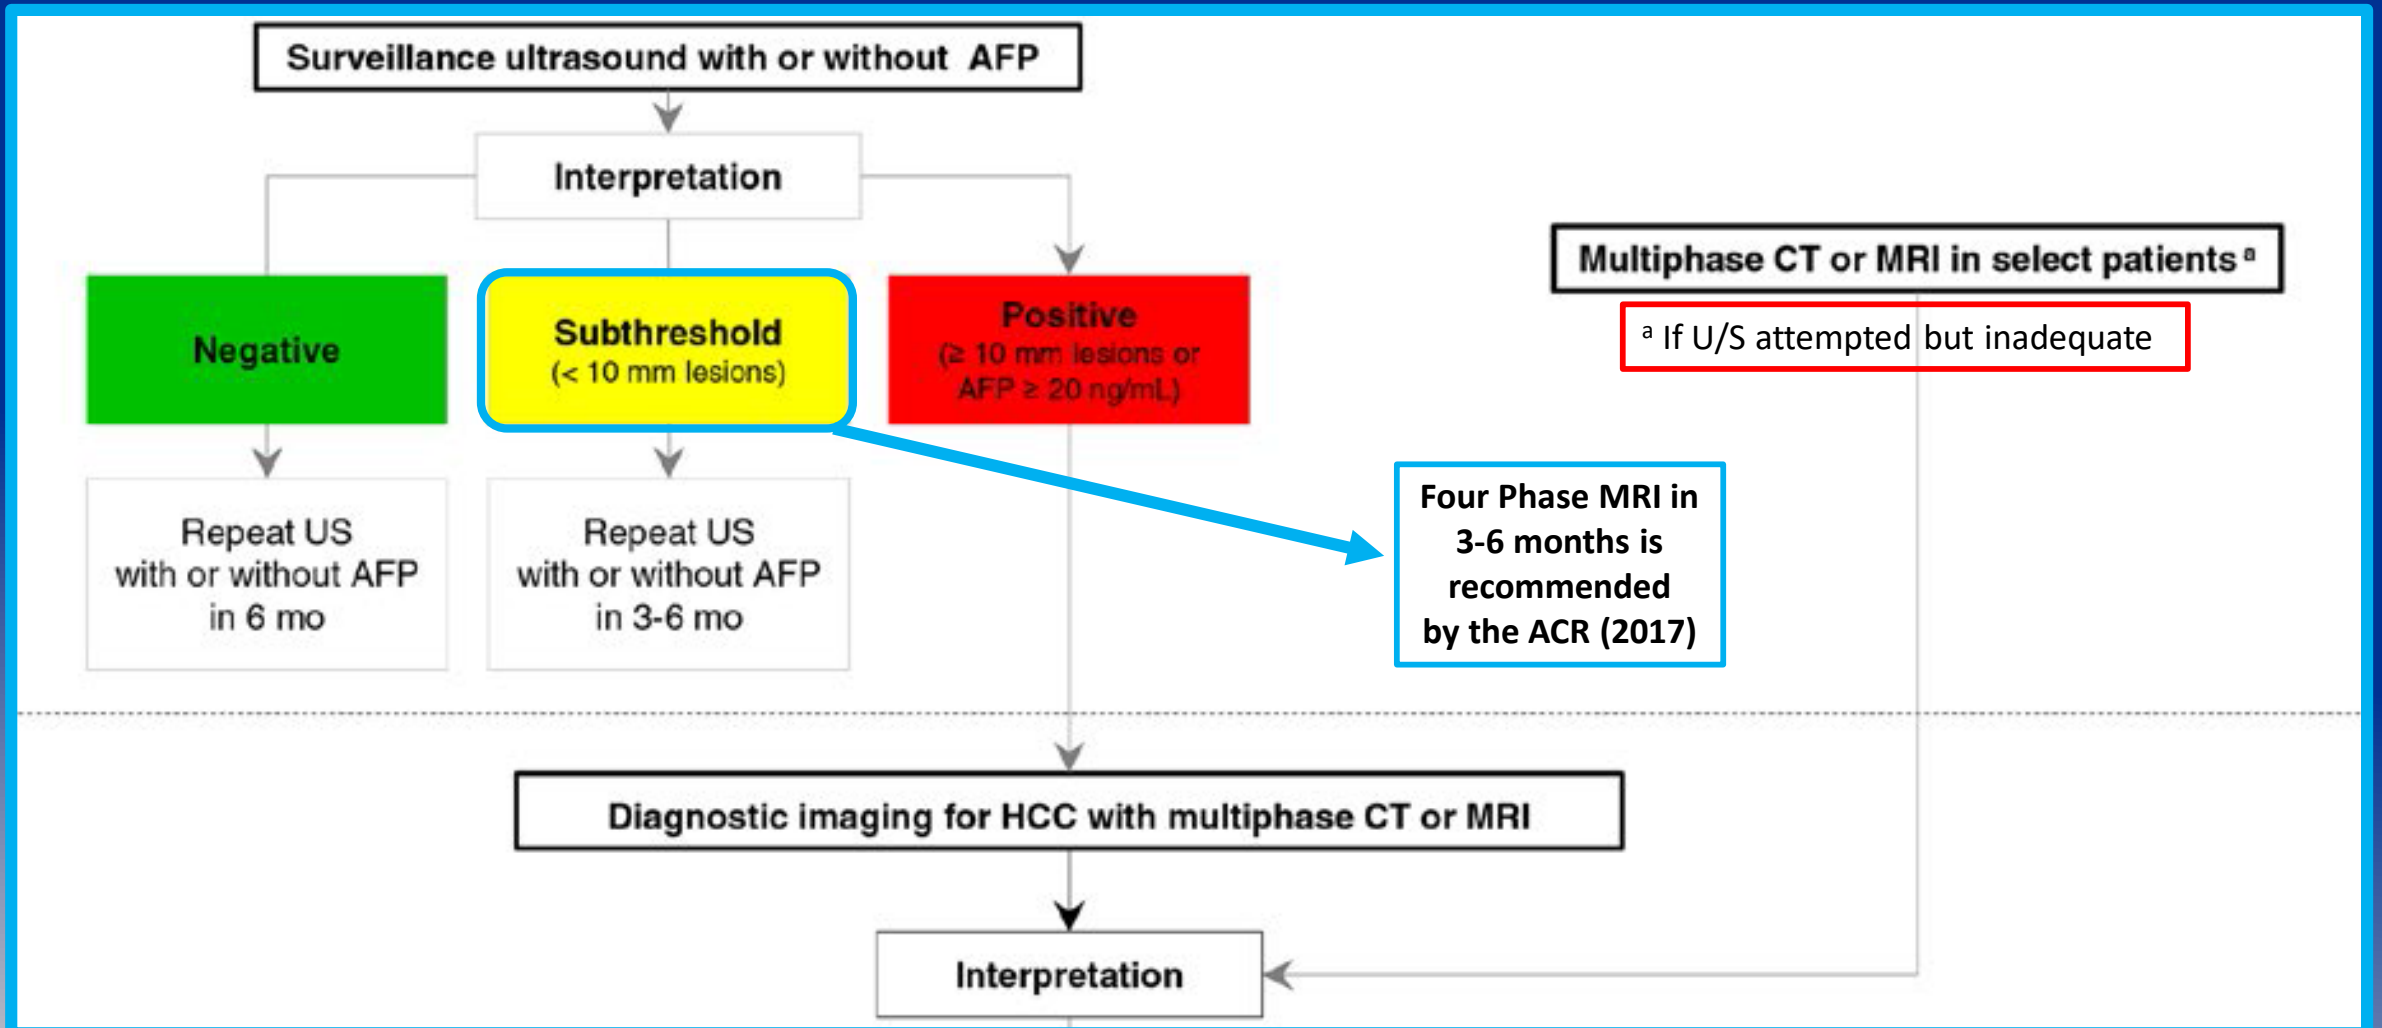 Surveillance ultrasound with or without AFP
Interpretation
Negative
Subthreshold
(< 10 mm lesions)
Positive
(≥ 10 mm lesions or
AFP ≥ 20 ng/mL)
Multiphase CT or MRI in select patients ᵃ
ᵃ If U/S attempted but inadequate
Repeat US
with or without AFP
in 6 mo
Repeat US
with or without AFP
in 3-6 mo
Four Phase MRI in
3-6 months is
recommended
by the ACR (2017)
Diagnostic imaging for HCC with multiphase CT or MRI
Interpretation